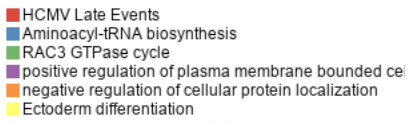 HCMV Late Events
Aminoacyl-tRNA biosynthesis
RAC3 GTPase cycle
positive regulation of plasma membrane bounded cel
negative regulation of cellular protein localization
Ectoderm differentiation